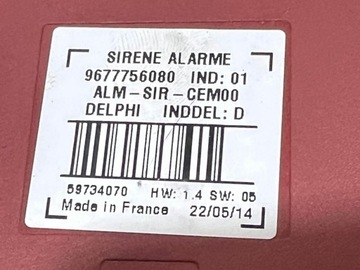 SIRENE ALARME
9677756080 IND: 01
ALM-SIR-CEM00
DELPHI INDDEL: D
59734070 HW: 1.4 SW: 05
Made in France 22/05/14